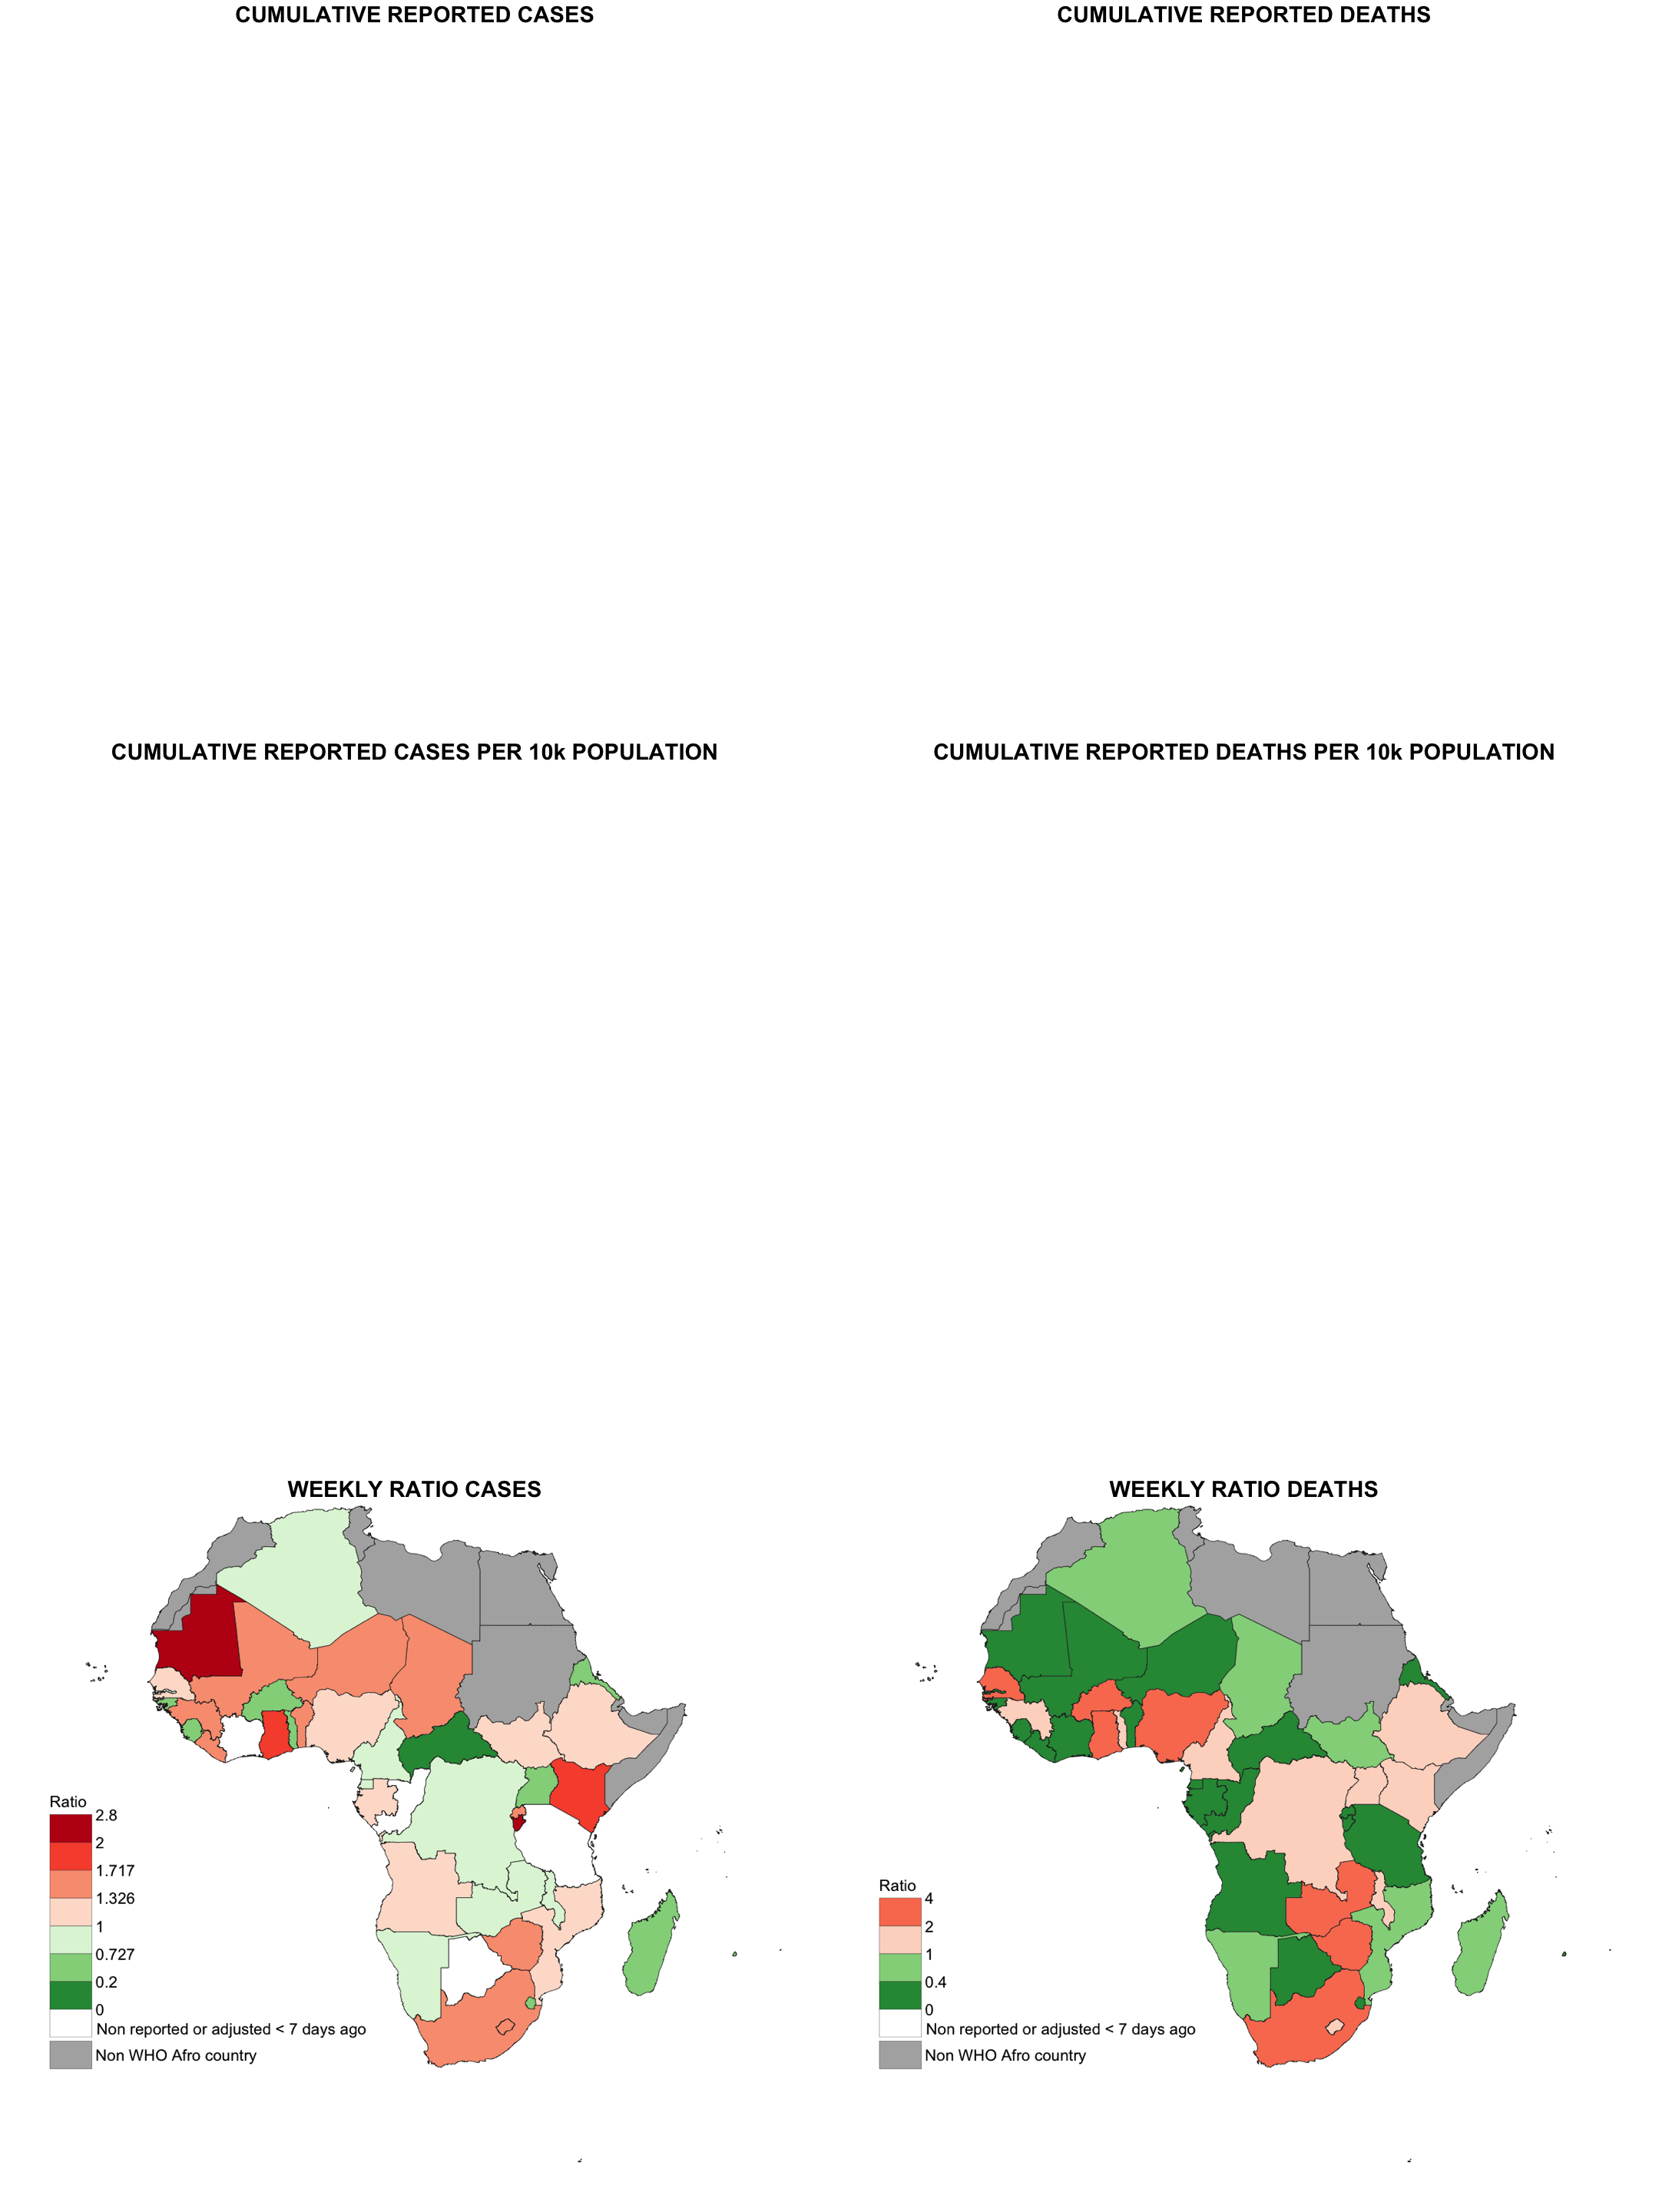 CUMULATIVE REPORTED CASES
CUMULATIVE REPORTED DEATHS
CUMULATIVE REPORTED CASES PER 10k POPULATION
CUMULATIVE REPORTED DEATHS PER 10k POPULATION
WEEKLY RATIO CASES
Ratio
2.8
2
1.717
1.326
1
0.727
0.2
0
Non reported or adjusted < 7 days ago
Non WHO Afro country
WEEKLY RATIO DEATHS
Ratio
4
2
1
0.4
0
Non reported or adjusted < 7 days ago
Non WHO Afro country